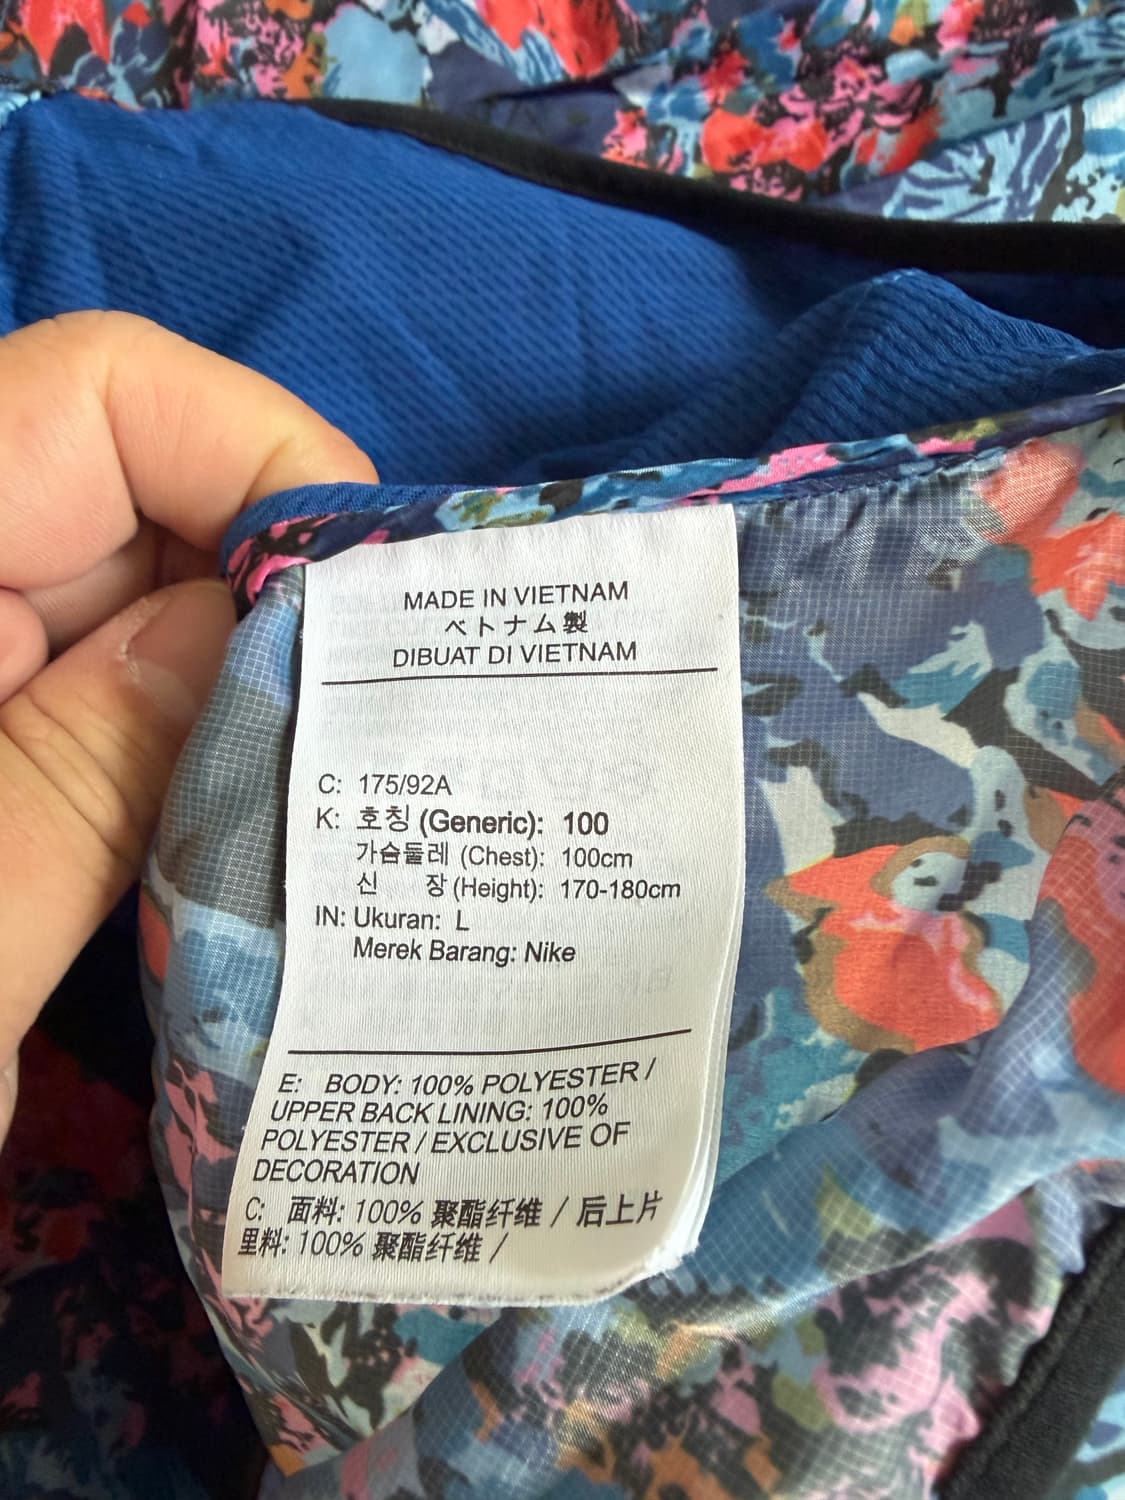 MADE IN VIETNAM
ベトナム製
DIBUAT DI VIETNAM
C: 175/92A
K: 호칭 (Generic): 100
가슴둘레 (Chest): 100cm
신 장 (Height): 170-180cm
IN: Ukuran: L
Merek Barang: Nike
E: BODY: 100% POLYESTER /
UPPER BACK LINING: 100%
POLYESTER / EXCLUSIVE OF
DECORATION
C: 面料: 100% 聚酯纤维 / 后上片
里料: 100% 聚酯纤维 /